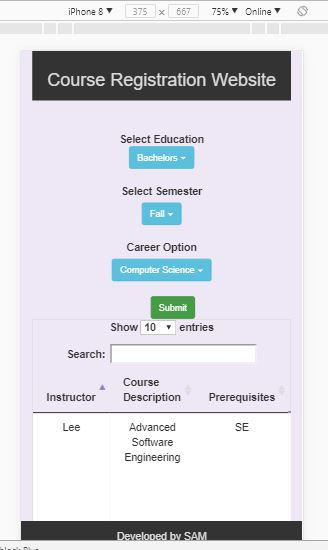 iPhone 8 ▼ 375 x 667 75% ▼ Online ▼
Course Registration Website
Select Education
Bachelors
Select Semester
Fall
Career Option
Computer Science
Submit
Show 10 entries
Search:
Instructor Course Description Prerequisites
Lee Advanced Software Engineering SE
Developed by SAM